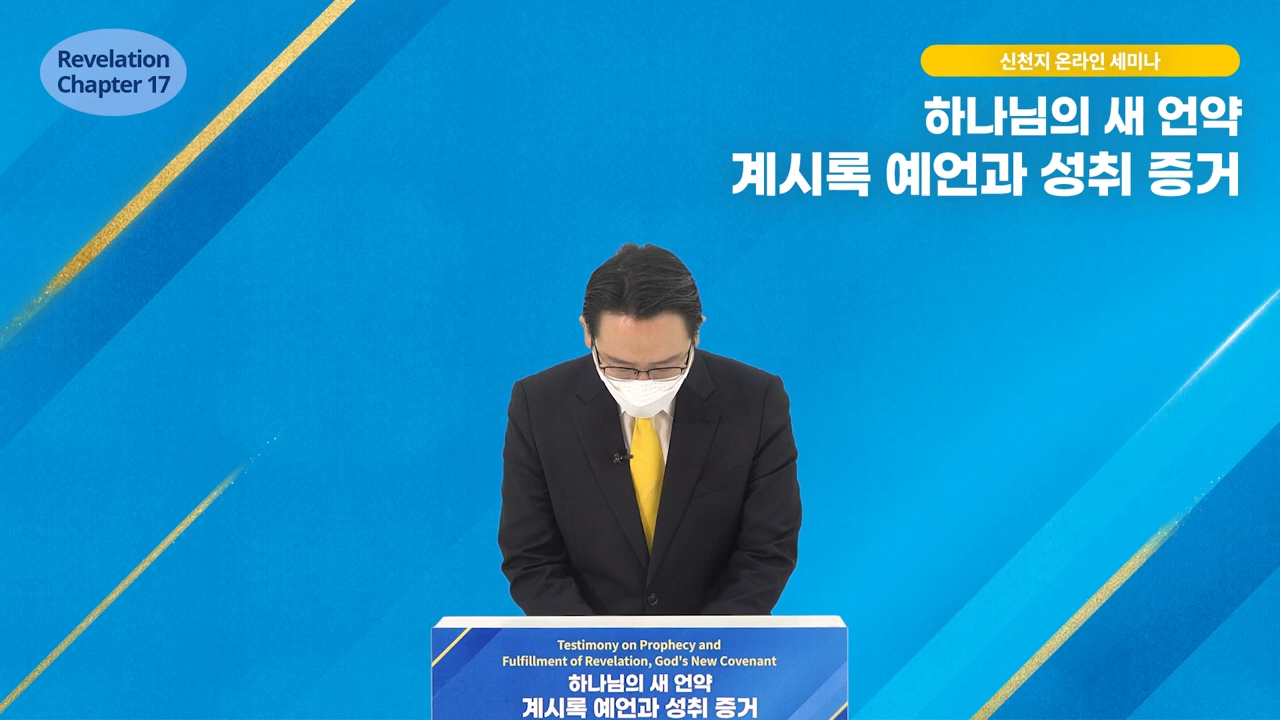 Revelation
Chapter 17
신천지 온라인 세미나
하나님의 새 언약
계시록 예언과 성취 증거
Testimony on Prophecy and
Fulfillment of Revelation, God's New Covenant
하나님의 새 언약
계시록 예언과 성취 증거